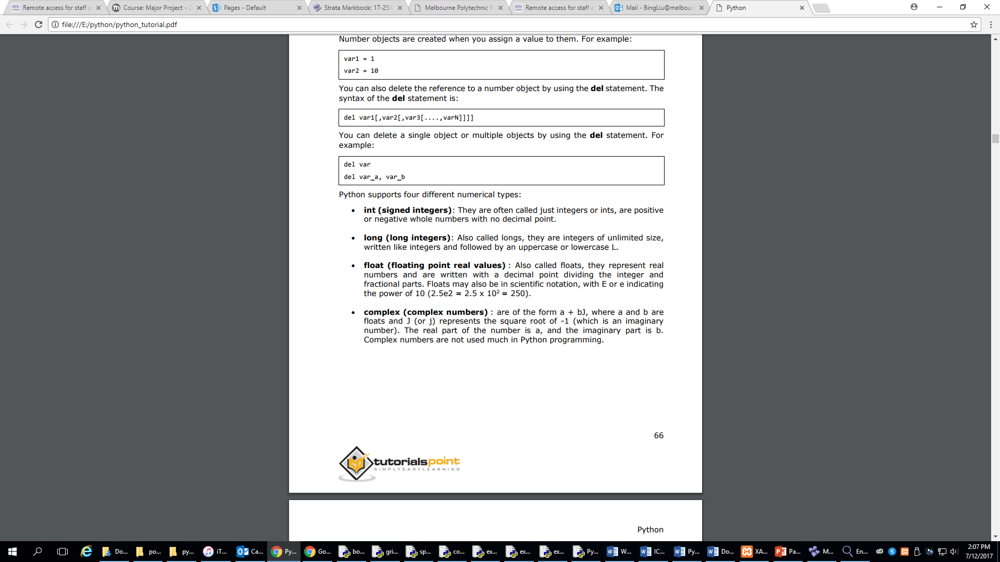 Remote access for staff a
Course: Major Project - 2
Pages - Default
Strata Markbook: 17-25I
Melbourne Polytechnic P
Remote access for staff a
Mail - BingLiu@melbourn
Python
file:///E:/python/python_tutorial.pdf
Number objects are created when you assign a value to them. For example:
var1 = 1
var2 = 10
You can also delete the reference to a number object by using the del statement. The
syntax of the del statement is:
del var1[,var2[,var3[....,varN]]]]
You can delete a single object or multiple objects by using the del statement. For
example:
del var
del var_a, var_b
Python supports four different numerical types:
• int (signed integers): They are often called just integers or ints, are positive
or negative whole numbers with no decimal point.
• long (long integers): Also called longs, they are integers of unlimited size,
written like integers and followed by an uppercase or lowercase L.
• float (floating point real values) : Also called floats, they represent real
numbers and are written with a decimal point dividing the integer and
fractional parts. Floats may also be in scientific notation, with E or e indicating
the power of 10 (2.5e2 = 2.5 x 10² = 250).
• complex (complex numbers) : are of the form a + bJ, where a and b are
floats and J (or j) represents the square root of -1 (which is an imaginary
number). The real part of the number is a, and the imaginary part is b.
Complex numbers are not used much in Python programming.
66
tutorialspoint
SIMPLYEASYLEARNING
Python
Do...
po...
py...
iT...
Ca...
Py...
Go...
bo...
gri...
sp...
co...
ex...
ex...
ex...
Py...
W...
IC...
Py...
Do...
XA...
Pa...
M...
En...
2:07 PM
7/12/2017